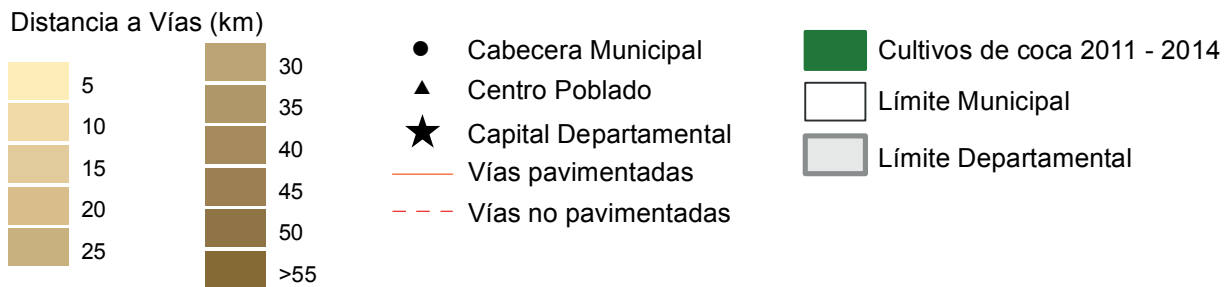 Distancia a Vías (km)
5
10
15
20
25
30
35
40
45
50
>55
Cabecera Municipal
Centro Poblado
Capital Departamental
Vías pavimentadas
Vías no pavimentadas
Cultivos de coca 2011 - 2014
Límite Municipal
Límite Departamental